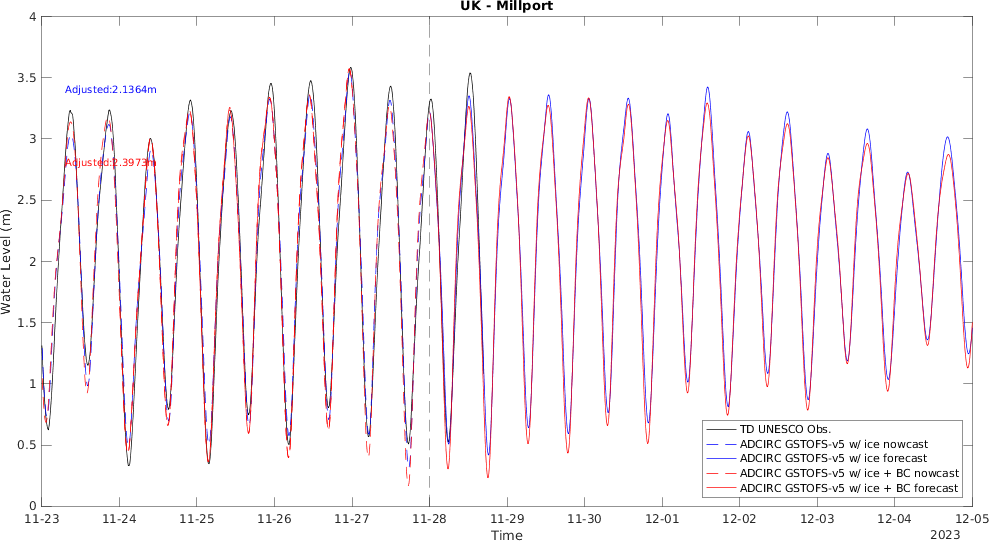 UK - Millport
Water Level (m)
4
3.5
3
2.5
2
1.5
1
0.5
0
Adjusted:2.1364m
Adjusted:2.3973m
TD UNESCO Obs.
ADCIRC GSTOFS-v5 w/ ice nowcast
ADCIRC GSTOFS-v5 w/ ice forecast
ADCIRC GSTOFS-v5 w/ ice + BC nowcast
ADCIRC GSTOFS-v5 w/ ice + BC forecast
11-23 11-24 11-25 11-26 11-27 11-28 11-29 11-30 12-01 12-02 12-03 12-04 12-05
Time
2023